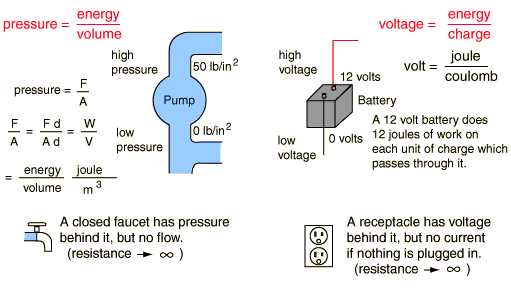 pressure = energy / volume
high pressure
50 lb/in²
Pump
pressure = F / A
F / A = F d / A d = W / V
low pressure
0 lb/in²
= energy / volume joule / m³
A closed faucet has pressure
behind it, but no flow.
(resistance → ∞ )
voltage = energy / charge
volt = joule / coulomb
high voltage
12 volts
Battery
low voltage
0 volts
A 12 volt battery does
12 joules of work on
each unit of charge which
passes through it.
A receptacle has voltage
behind it, but no current
if nothing is plugged in.
(resistance → ∞ )